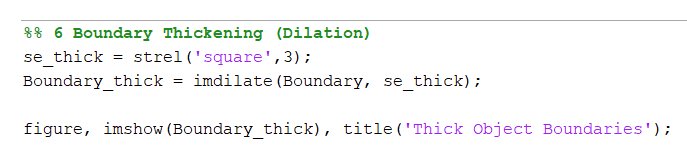 %% 6 Boundary Thickening (Dilation)
se_thick = strel('square',3);
Boundary_thick = imdilate(Boundary, se_thick);
figure, imshow(Boundary_thick), title('Thick Object Boundaries');